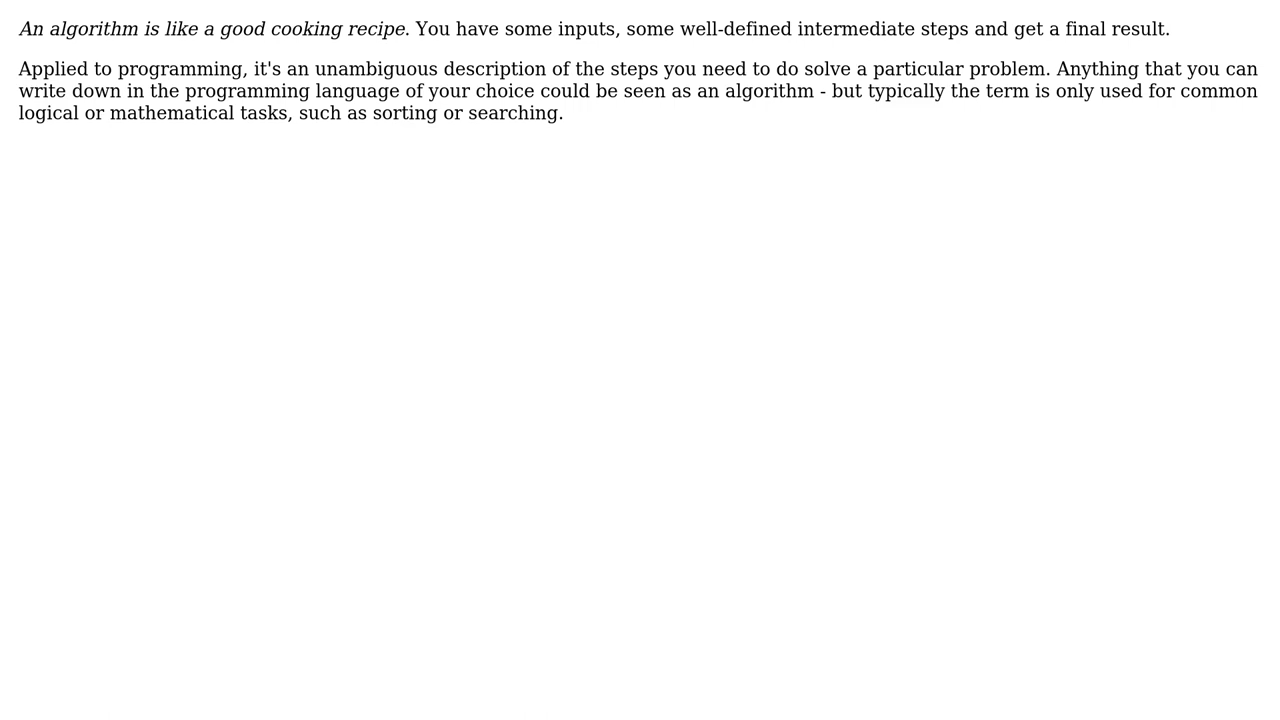 An algorithm is like a good cooking recipe. You have some inputs, some well-defined intermediate steps and get a final result.
Applied to programming, it's an unambiguous description of the steps you need to do solve a particular problem. Anything that you can
write down in the programming language of your choice could be seen as an algorithm - but typically the term is only used for common
logical or mathematical tasks, such as sorting or searching.